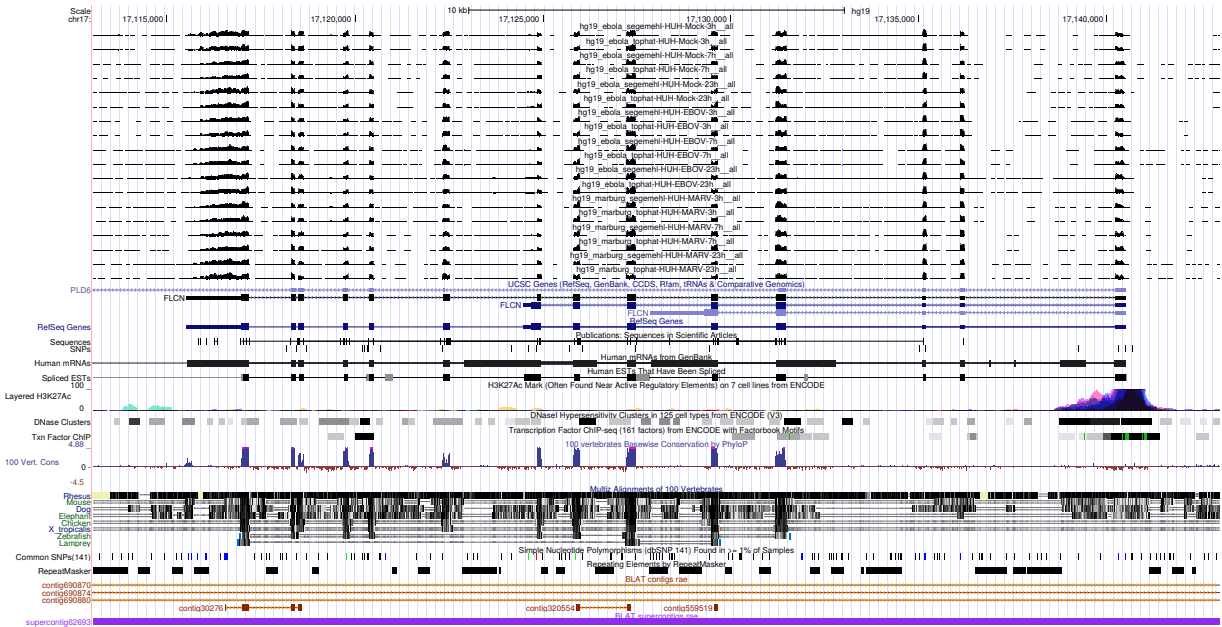 Scale 10 kb hg19
chr17: 17,115,000 17,120,000 17,125,000 17,130,000 17,135,000 17,140,000
hg19_ebola_segemehl-HUH-Mock-3h__all
hg19_ebola_tophat-HUH-Mock-3h__all
hg19_ebola_segemehl-HUH-Mock-7h__all
hg19_ebola_tophat-HUH-Mock-7h__all
hg19_ebola_segemehl-HUH-Mock-23h__all
hg19_ebola_tophat-HUH-Mock-23h__all
hg19_ebola_segemehl-HUH-EBOV-3h__all
hg19_ebola_tophat-HUH-EBOV-3h__all
hg19_ebola_segemehl-HUH-EBOV-7h__all
hg19_ebola_tophat-HUH-EBOV-7h__all
hg19_ebola_segemehl-HUH-EBOV-23h__all
hg19_ebola_tophat-HUH-EBOV-23h__all
hg19_marburg_segemehl-HUH-MARV-3h__all
hg19_marburg_tophat-HUH-MARV-3h__all
hg19_marburg_segemehl-HUH-MARV-7h__all
hg19_marburg_tophat-HUH-MARV-7h__all
hg19_marburg_segemehl-HUH-MARV-23h__all
hg19_marburg_tophat-HUH-MARV-23h__all
UCSC Genes (RefSeq, GenBank, CCDS, Rfam, tRNAs & Comparative Genomics)
PLD6
FLCN
FLCN
FLCN
RefSeq Genes
RefSeq Genes
Publications: Sequences in Scientific Articles
Sequences
SNPs
Human mRNAs from GenBank
Human mRNAs
Human ESTs That Have Been Spliced
Spliced ESTs
H3K27Ac Mark (Often Found Near Active Regulatory Elements) on 7 cell lines from ENCODE
100
Layered H3K27Ac
0
DNaseI Hypersensitivity Clusters in 125 cell types from ENCODE (V3)
DNase Clusters
Transcription Factor ChIP-seq (161 factors) from ENCODE with Factorbook Motifs
Txn Factor ChIP
100 vertebrates Basewise Conservation by PhyloP
4.88
100 Vert. Cons
0
-4.5
Multiz Alignments of 100 Vertebrates
Rhesus
Mouse
Dog
Elephant
Chicken
X_tropicalis
Zebrafish
Lamprey
Simple Nucleotide Polymorphisms (dbSNP 141) Found in >= 1% of Samples
Common SNPs(141)
Repeating Elements by RepeatMasker
RepeatMasker
BLAT contigs rae
contig690870
contig690874
contig690880
contig30276 contig320554 contig559519
BLAT supercontigs rae
supercontig62693